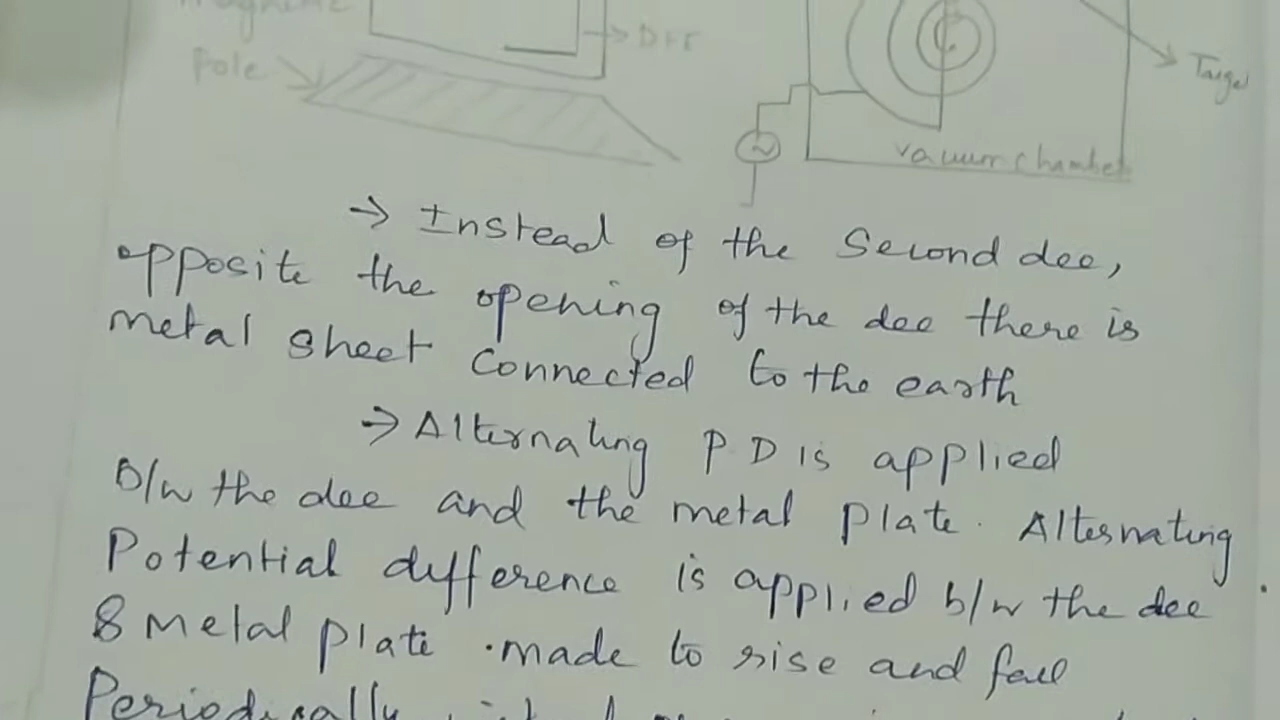 Pole
→ Dee
Target
vacuum chamber
→ Instead of the Second dee,
opposite the opening of the dee there is
metal sheet connected to the earth
→ Alternating P.D is applied
b/w the dee and the metal plate. Alternating
Potential difference is applied b/w the dee
& metal plate .made to rise and fall
Periodically